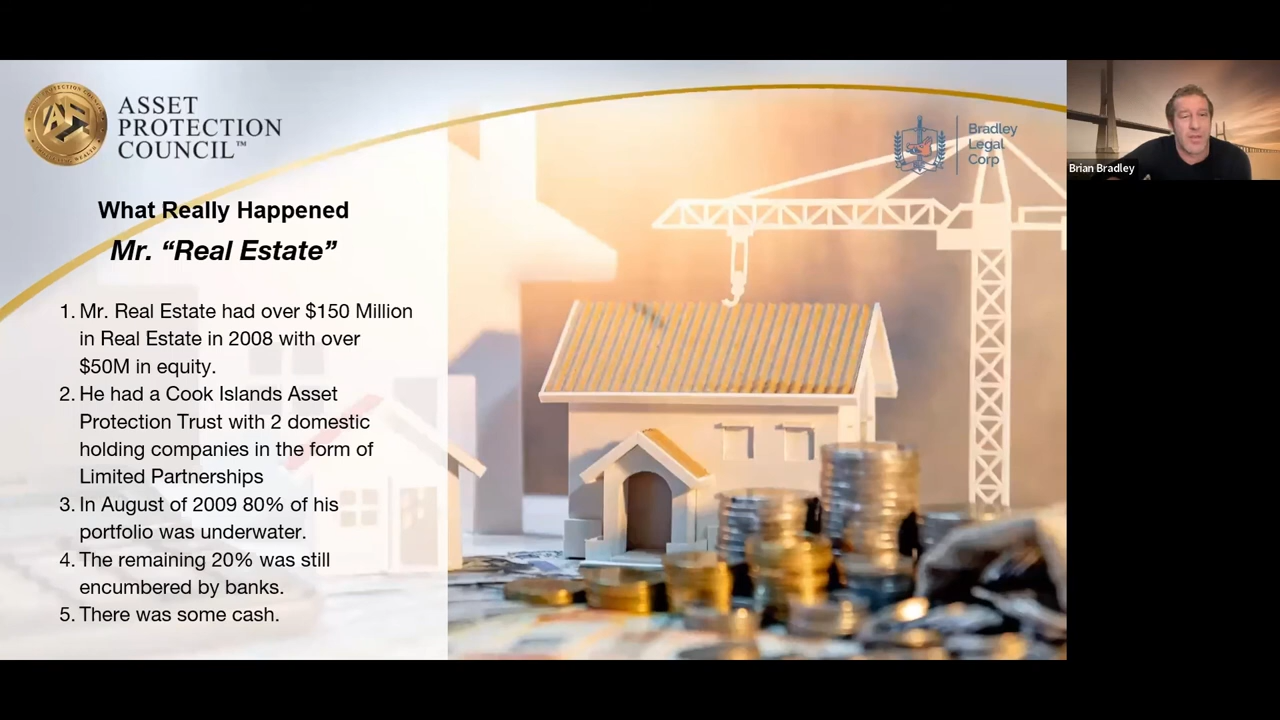 ASSET
PROTECTION
COUNCIL™
Bradley
Legal
Corp
Brian Bradley
What Really Happened
Mr. “Real Estate”
1. Mr. Real Estate had over $150 Million
in Real Estate in 2008 with over
$50M in equity.
2. He had a Cook Islands Asset
Protection Trust with 2 domestic
holding companies in the form of
Limited Partnerships
3. In August of 2009 80% of his
portfolio was underwater.
4. The remaining 20% was still
encumbered by banks.
5. There was some cash.